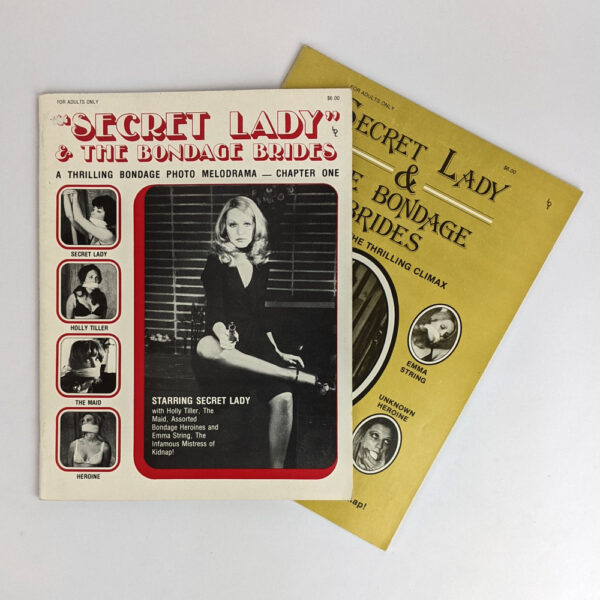 FOR ADULTS ONLY
$6.00
"SECRET LADY"
& THE BONDAGE BRIDES
A THRILLING BONDAGE PHOTO MELODRAMA — CHAPTER ONE
SECRET LADY
HOLLY TILLER
THE MAID
HEROINE
STARRING SECRET LADY
with Holly Tiller, The
Maid, Assorted
Bondage Heroines and
Emma String, The
Infamous Mistress of
Kidnap!
FOR ADULTS ONLY
$6.00
SECRET LADY
&
E BONDAGE
BRIDES
THE THRILLING CLIMAX
EMMA
STRING
UNKNOWN
HEROINE
nap!